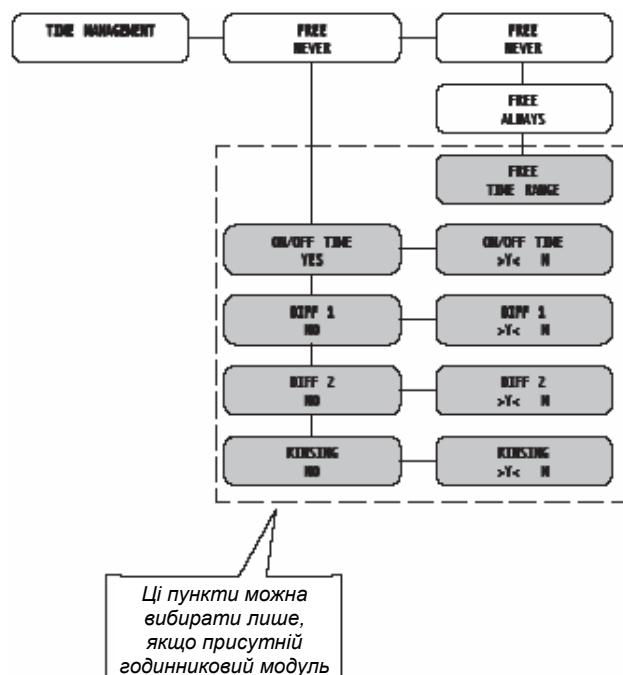 TIME MANAGEMENT
FREE
NEVER
FREE
NEVER
FREE
ALWAYS
FREE
TIME RANGE
ON/OFF TIME
YES
ON/OFF TIME
>Y< N
DIFF 1
NO
DIFF 1
>Y< N
DIFF 2
NO
DIFF 2
>Y< N
RINSING
NO
RINSING
>Y< N
Ці пункти можна
вибирати лише,
якщо присутній
годинниковий модуль